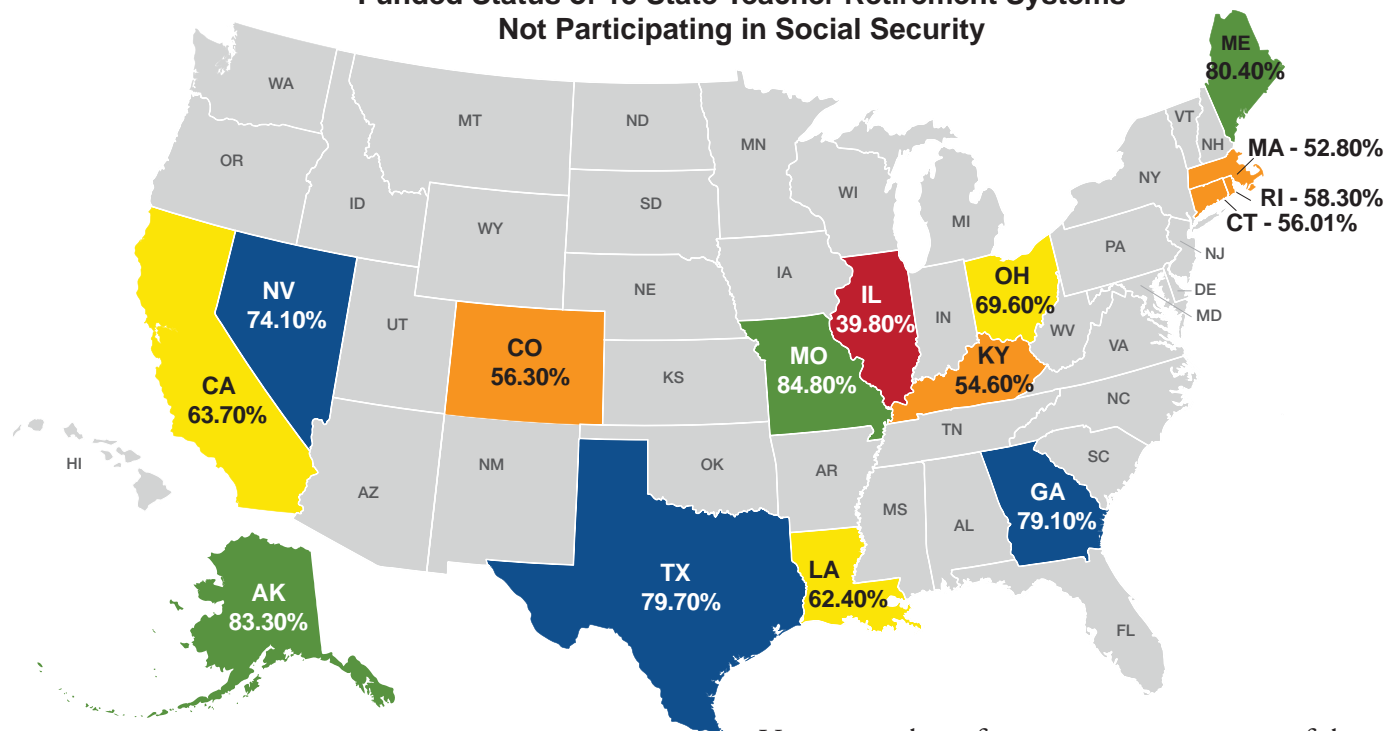 Not Participating in Social Security
ME
80.40%
WA
MT
ND
MN
VT
NH
MA - 52.80%
OR
ID
SD
WI
MI
NY
RI - 58.30%
CT - 56.01%
WY
PA
NJ
NV
74.10%
IA
NE
IL
39.80%
IN
OH
69.60%
DE
MD
UT
CO
56.30%
WV
VA
CA
63.70%
KS
MO
84.80%
KY
54.60%
NC
TN
HI
NM
OK
AR
SC
AZ
MS
AL
GA
79.10%
AK
83.30%
TX
79.70%
LA
62.40%
FL